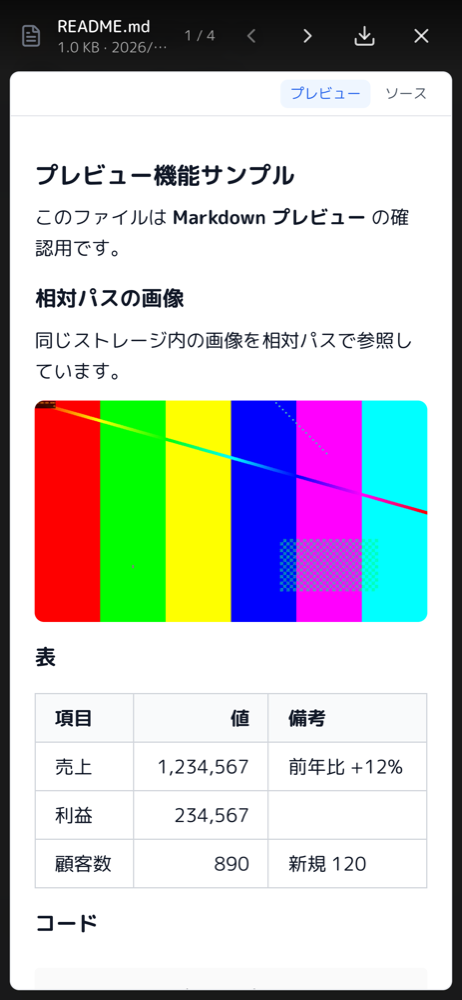 README.md
1.0 KB · 2026/…
1 / 4
プレビュー
ソース
プレビュー機能サンプル
このファイルは Markdown プレビュー の確
認用です。
相対パスの画像
同じストレージ内の画像を相対パスで参照し
ています。
表
項目 値 備考
売上 1,234,567 前年比 +12%
利益 234,567
顧客数 890 新規 120
コード